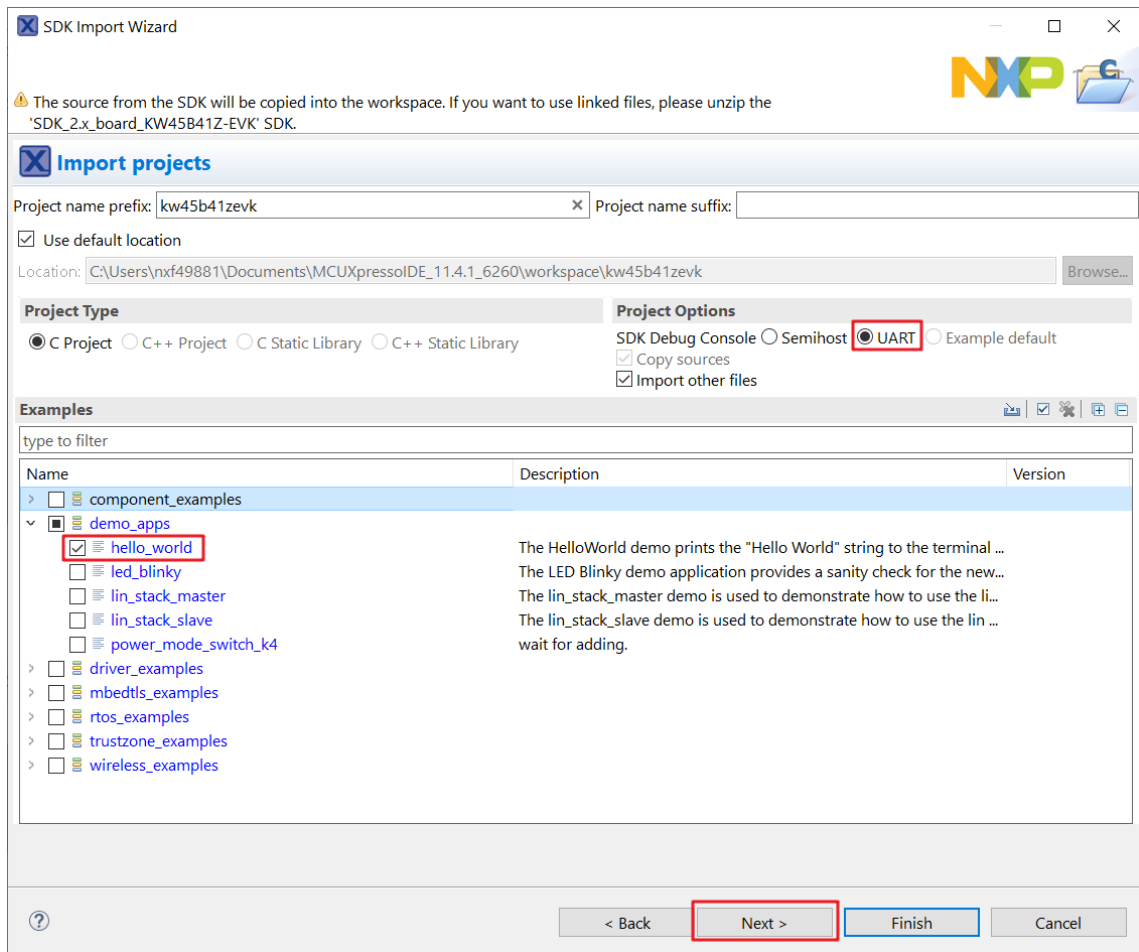 SDK Import Wizard
The source from the SDK will be copied into the workspace. If you want to use linked files, please unzip the
'SDK_2.x_board_KW45B41Z-EVK' SDK.
NXP
C
Import projects
Project name prefix: kw45b41zevk Project name suffix:
Use default location
Location: C:\Users\nxf49881\Documents\MCUXpressoIDE_11.4.1_6260\workspace\kw45b41zevk Browse...
Project Type Project Options
C Project C++ Project C Static Library C++ Static Library SDK Debug Console Semihost UART Example default
Copy sources
Import other files
Examples
type to filter
Name Description Version
component_examples
demo_apps
hello_world The HelloWorld demo prints the "Hello World" string to the terminal ...
led_blinky The LED Blinky demo application provides a sanity check for the new...
lin_stack_master The lin_stack_master demo is used to demonstrate how to use the li...
lin_stack_slave The lin_stack_slave demo is used to demonstrate how to use the lin ...
power_mode_switch_k4 wait for adding.
driver_examples
mbedtls_examples
rtos_examples
trustzone_examples
wireless_examples
? < Back Next > Finish Cancel